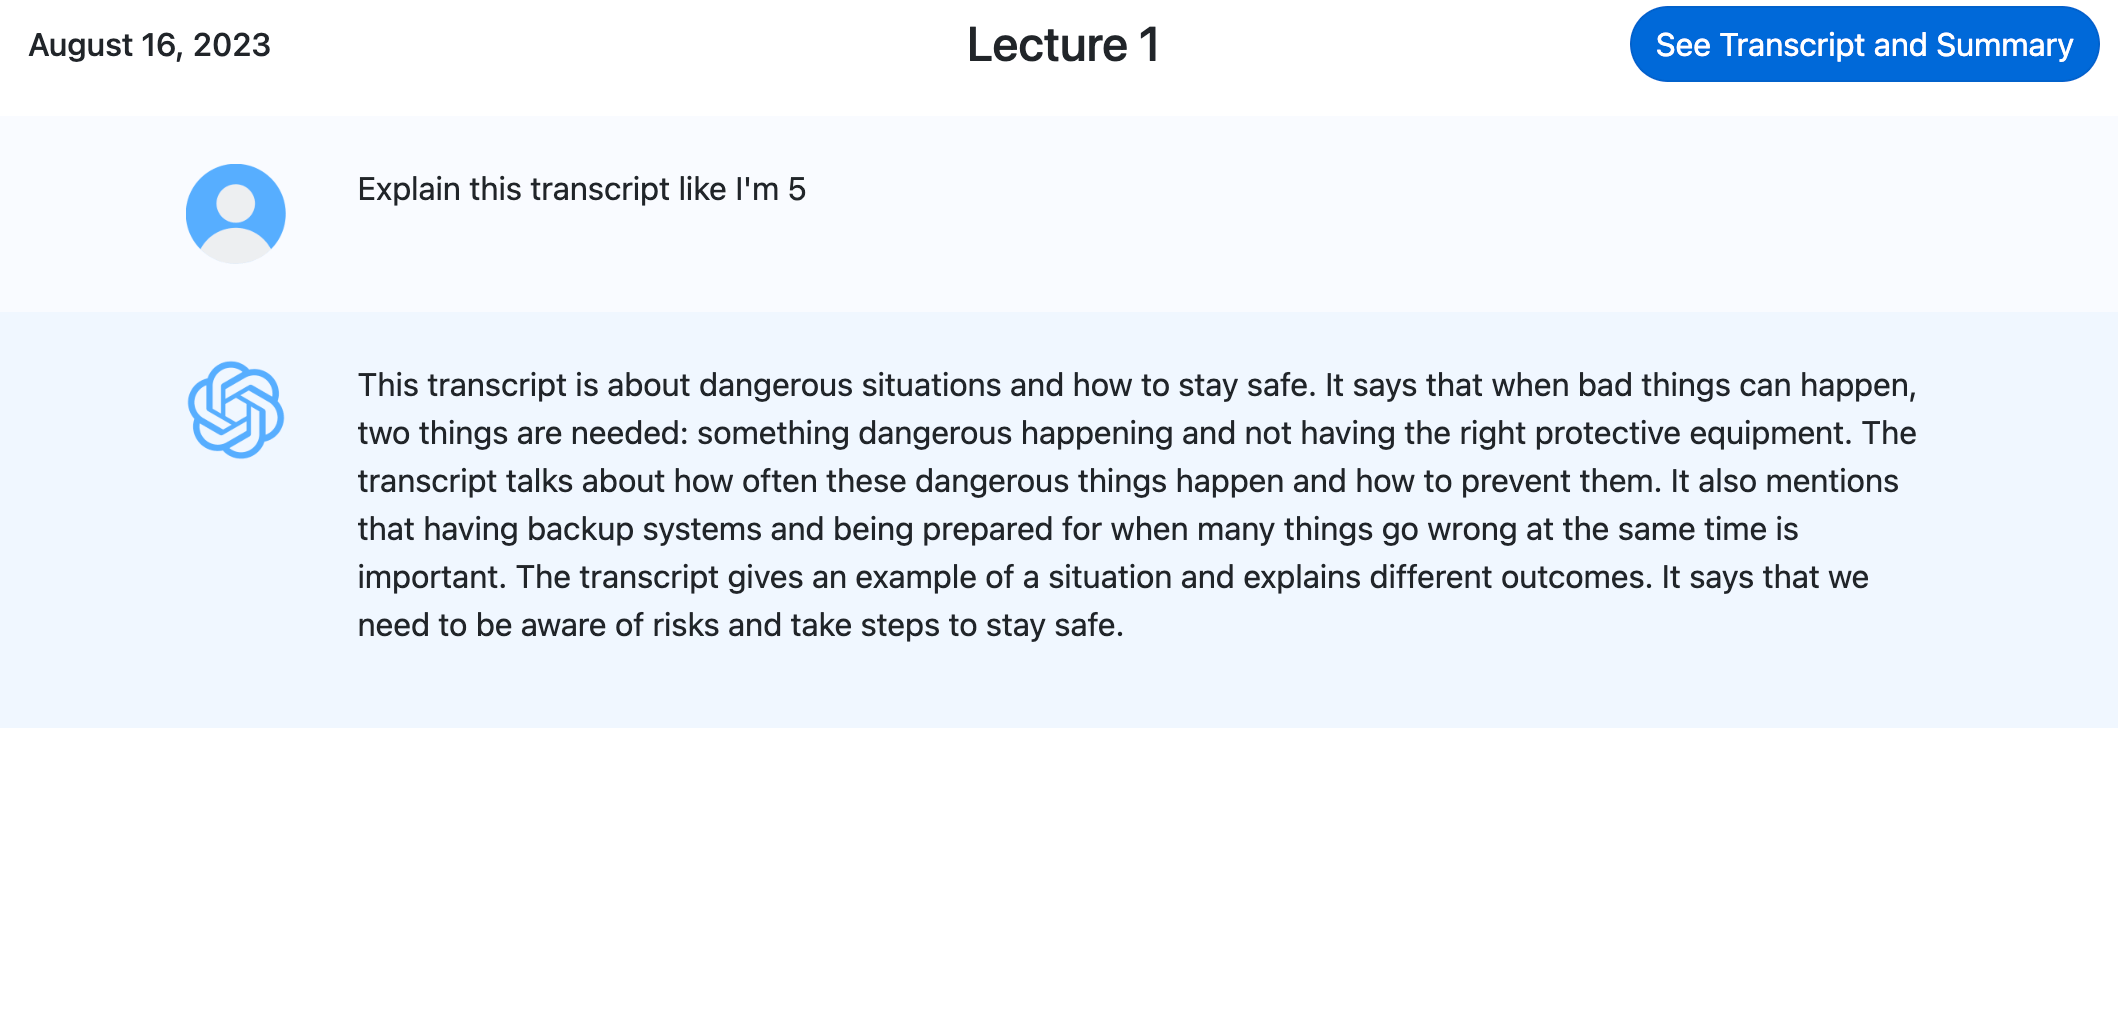 August 16, 2023
Lecture 1
See Transcript and Summary
Explain this transcript like I'm 5
This transcript is about dangerous situations and how to stay safe. It says that when bad things can happen,
two things are needed: something dangerous happening and not having the right protective equipment. The
transcript talks about how often these dangerous things happen and how to prevent them. It also mentions
that having backup systems and being prepared for when many things go wrong at the same time is
important. The transcript gives an example of a situation and explains different outcomes. It says that we
need to be aware of risks and take steps to stay safe.